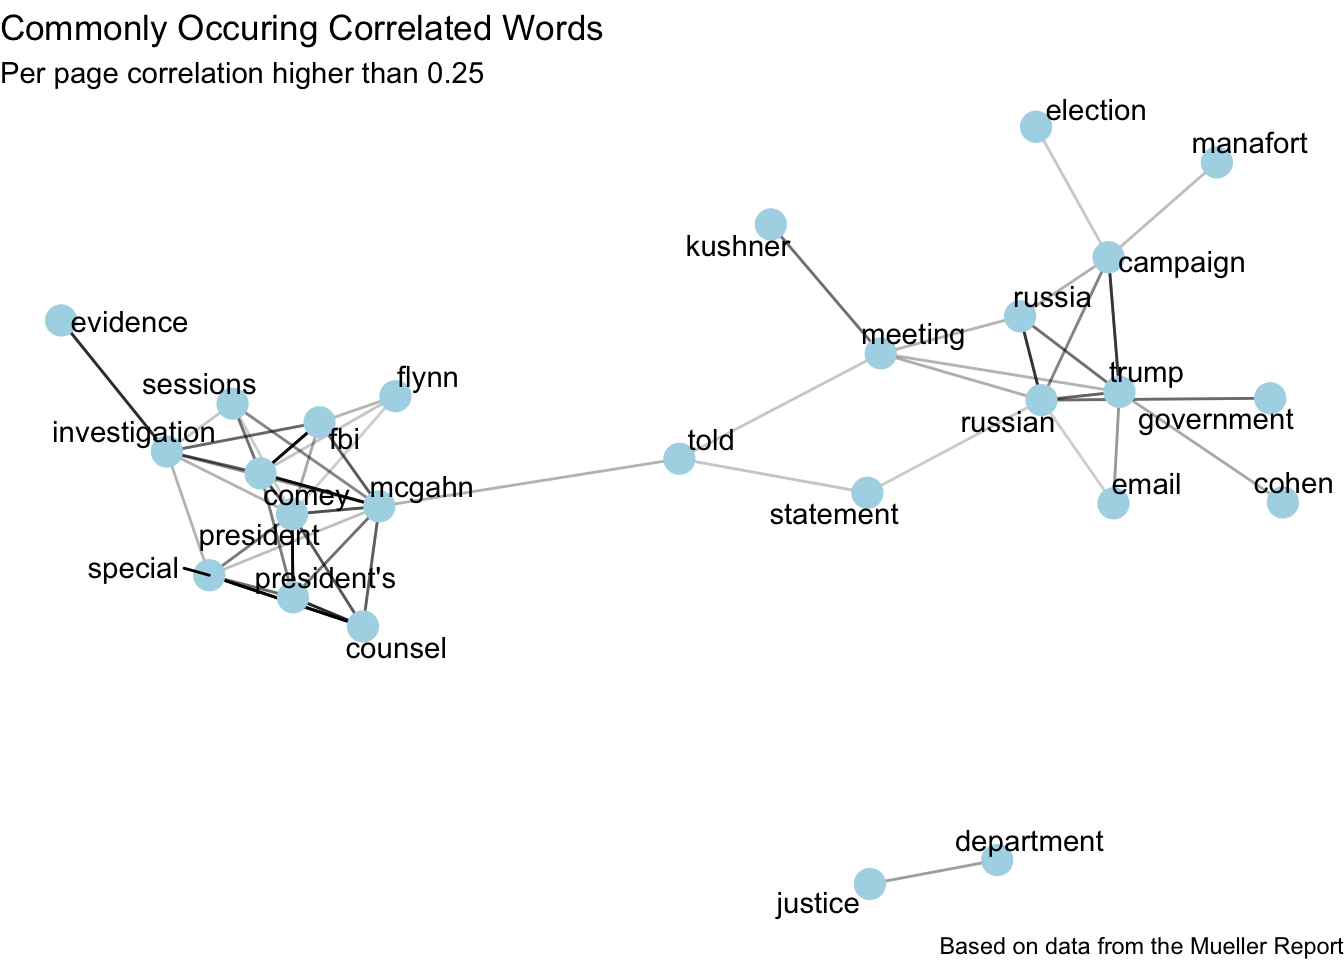 Commonly Occuring Correlated Words
Per page correlation higher than 0.25
election
manafort
kushner
campaign
russia
evidence
meeting
sessions
flynn
trump
investigation
fbi
russian
government
told
comey
mcgahn
email
cohen
statement
president
special
president's
counsel
department
justice
Based on data from the Mueller Report